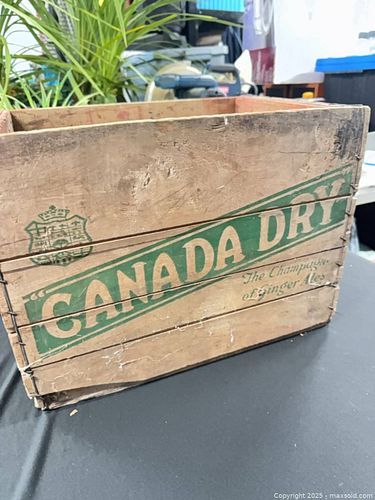 "CANADA DRY"
The Champagne
of Ginger Ales
Copyright 2025 - maxsold.com